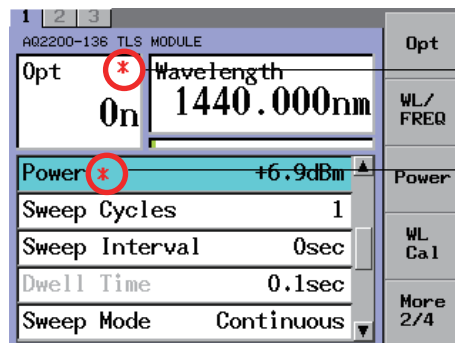 1 2 3
AQ2200-136 TLS MODULE
Opt * Wavelength
0n 1440.000nm
Power * +6.9dBm
Sweep Cycles 1
Sweep Interval 0sec
Dwell Time 0.1sec
Sweep Mode Continuous
Opt
WL/
FREQ
Power
WL
Cal
More
2/4